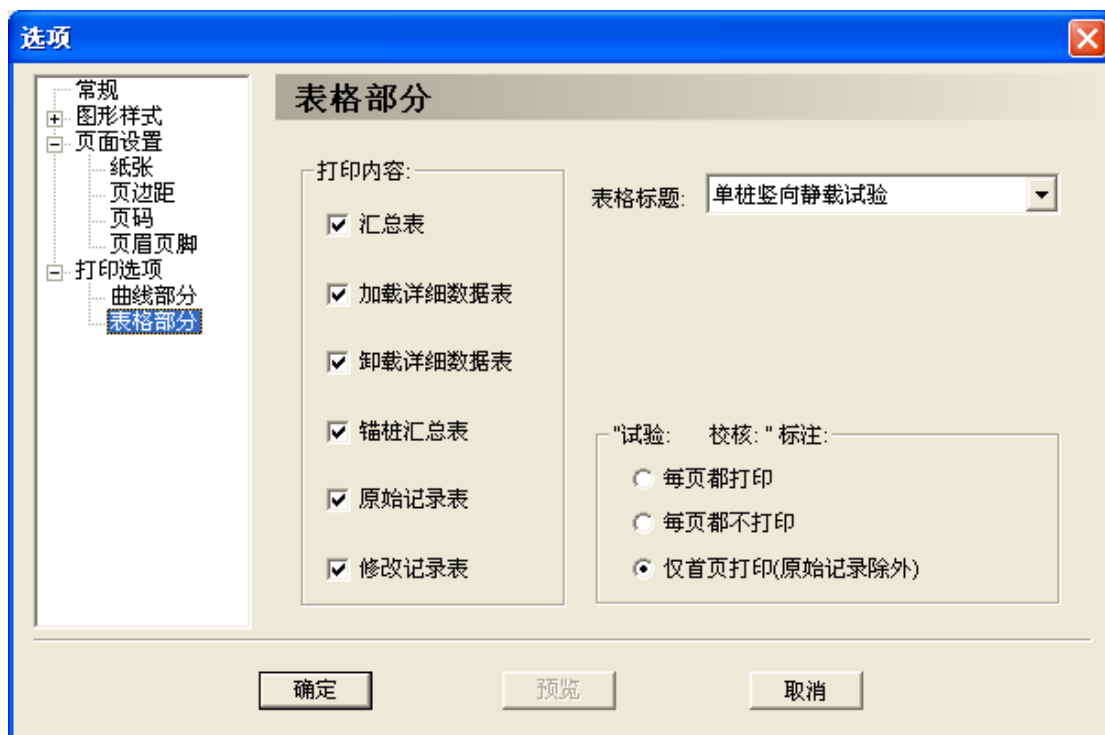 选项
常规
图形样式
页面设置
纸张
页边距
页码
页眉页脚
打印选项
曲线部分
表格部分
表格部分
打印内容:
汇总表
加载详细数据表
卸载详细数据表
锚桩汇总表
原始记录表
修改记录表
表格标题: 单桩竖向静载试验
"试验: 校核: " 标注:
每页都打印
每页都不打印
仅首页打印(原始记录除外)
确定 预览 取消